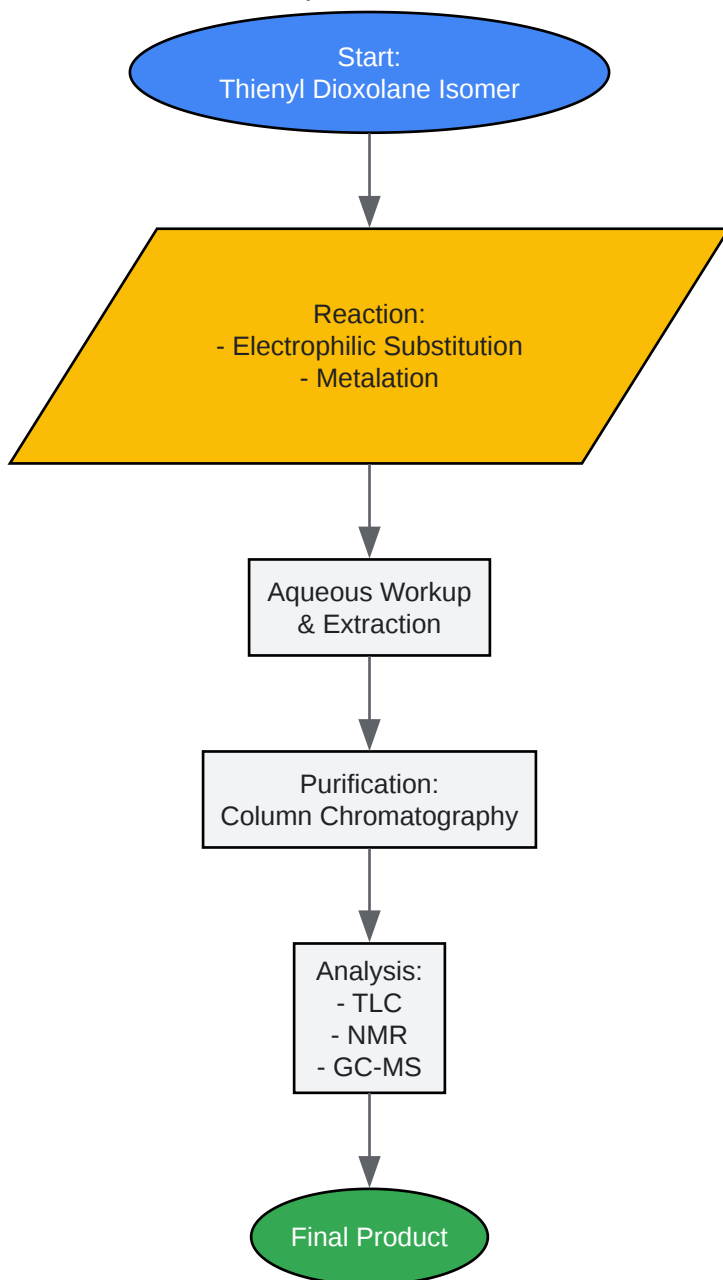 Start:
Thienyl Dioxolane Isomer
Reaction:
- Electrophilic Substitution
- Metalation
Aqueous Workup
& Extraction
Purification:
Column Chromatography
Analysis:
- TLC
- NMR
- GC-MS
Final Product